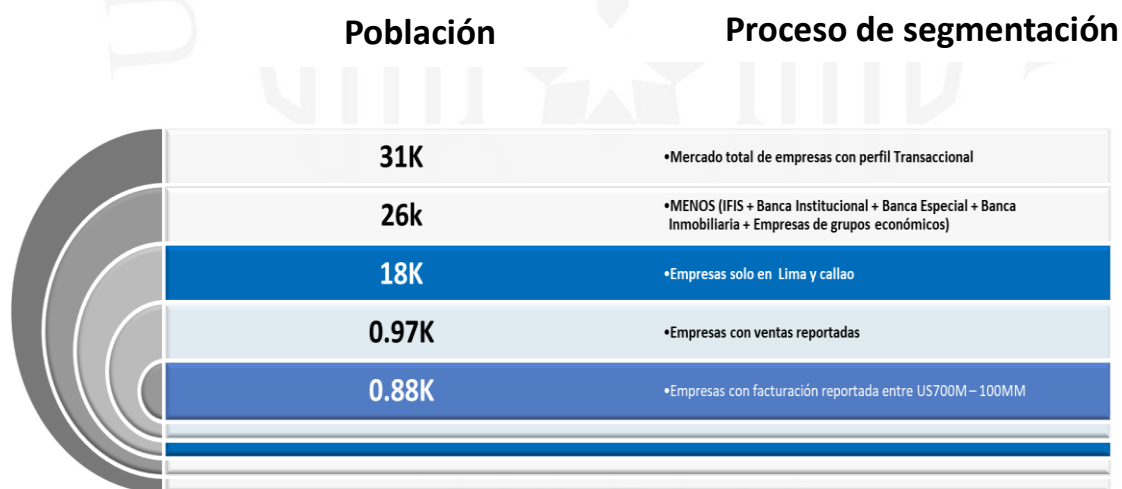 Población
Proceso de segmentación
31K
•Mercado total de empresas con perfil Transaccional
26k
•MENOS (IFIS + Banca Institucional + Banca Especial + Banca
Inmobiliaria + Empresas de grupos económicos)
18K
•Empresas solo en Lima y callao
0.97K
•Empresas con ventas reportadas
0.88K
•Empresas con facturación reportada entre US700M – 100MM